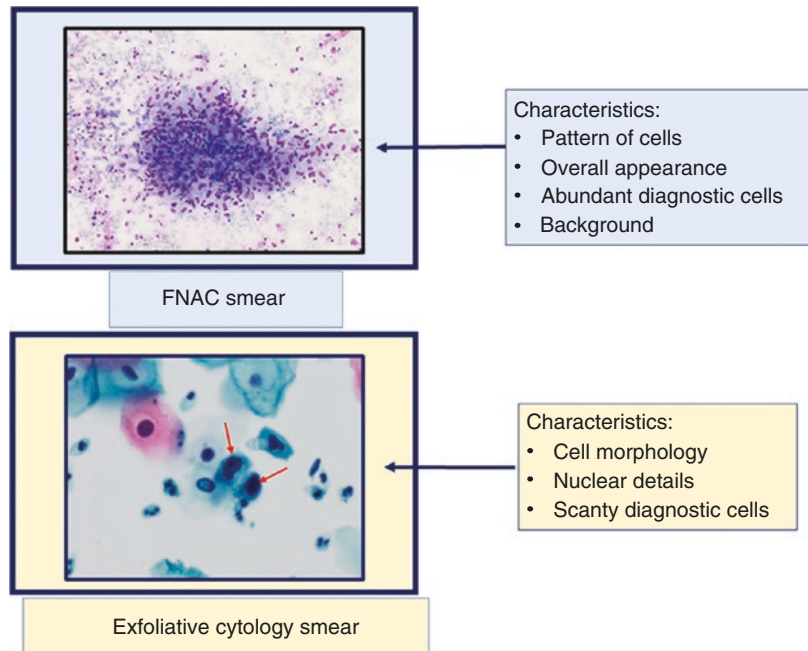 Characteristics:
• Pattern of cells
• Overall appearance
• Abundant diagnostic cells
• Background
FNAC smear
Characteristics:
• Cell morphology
• Nuclear details
• Scanty diagnostic cells
Exfoliative cytology smear